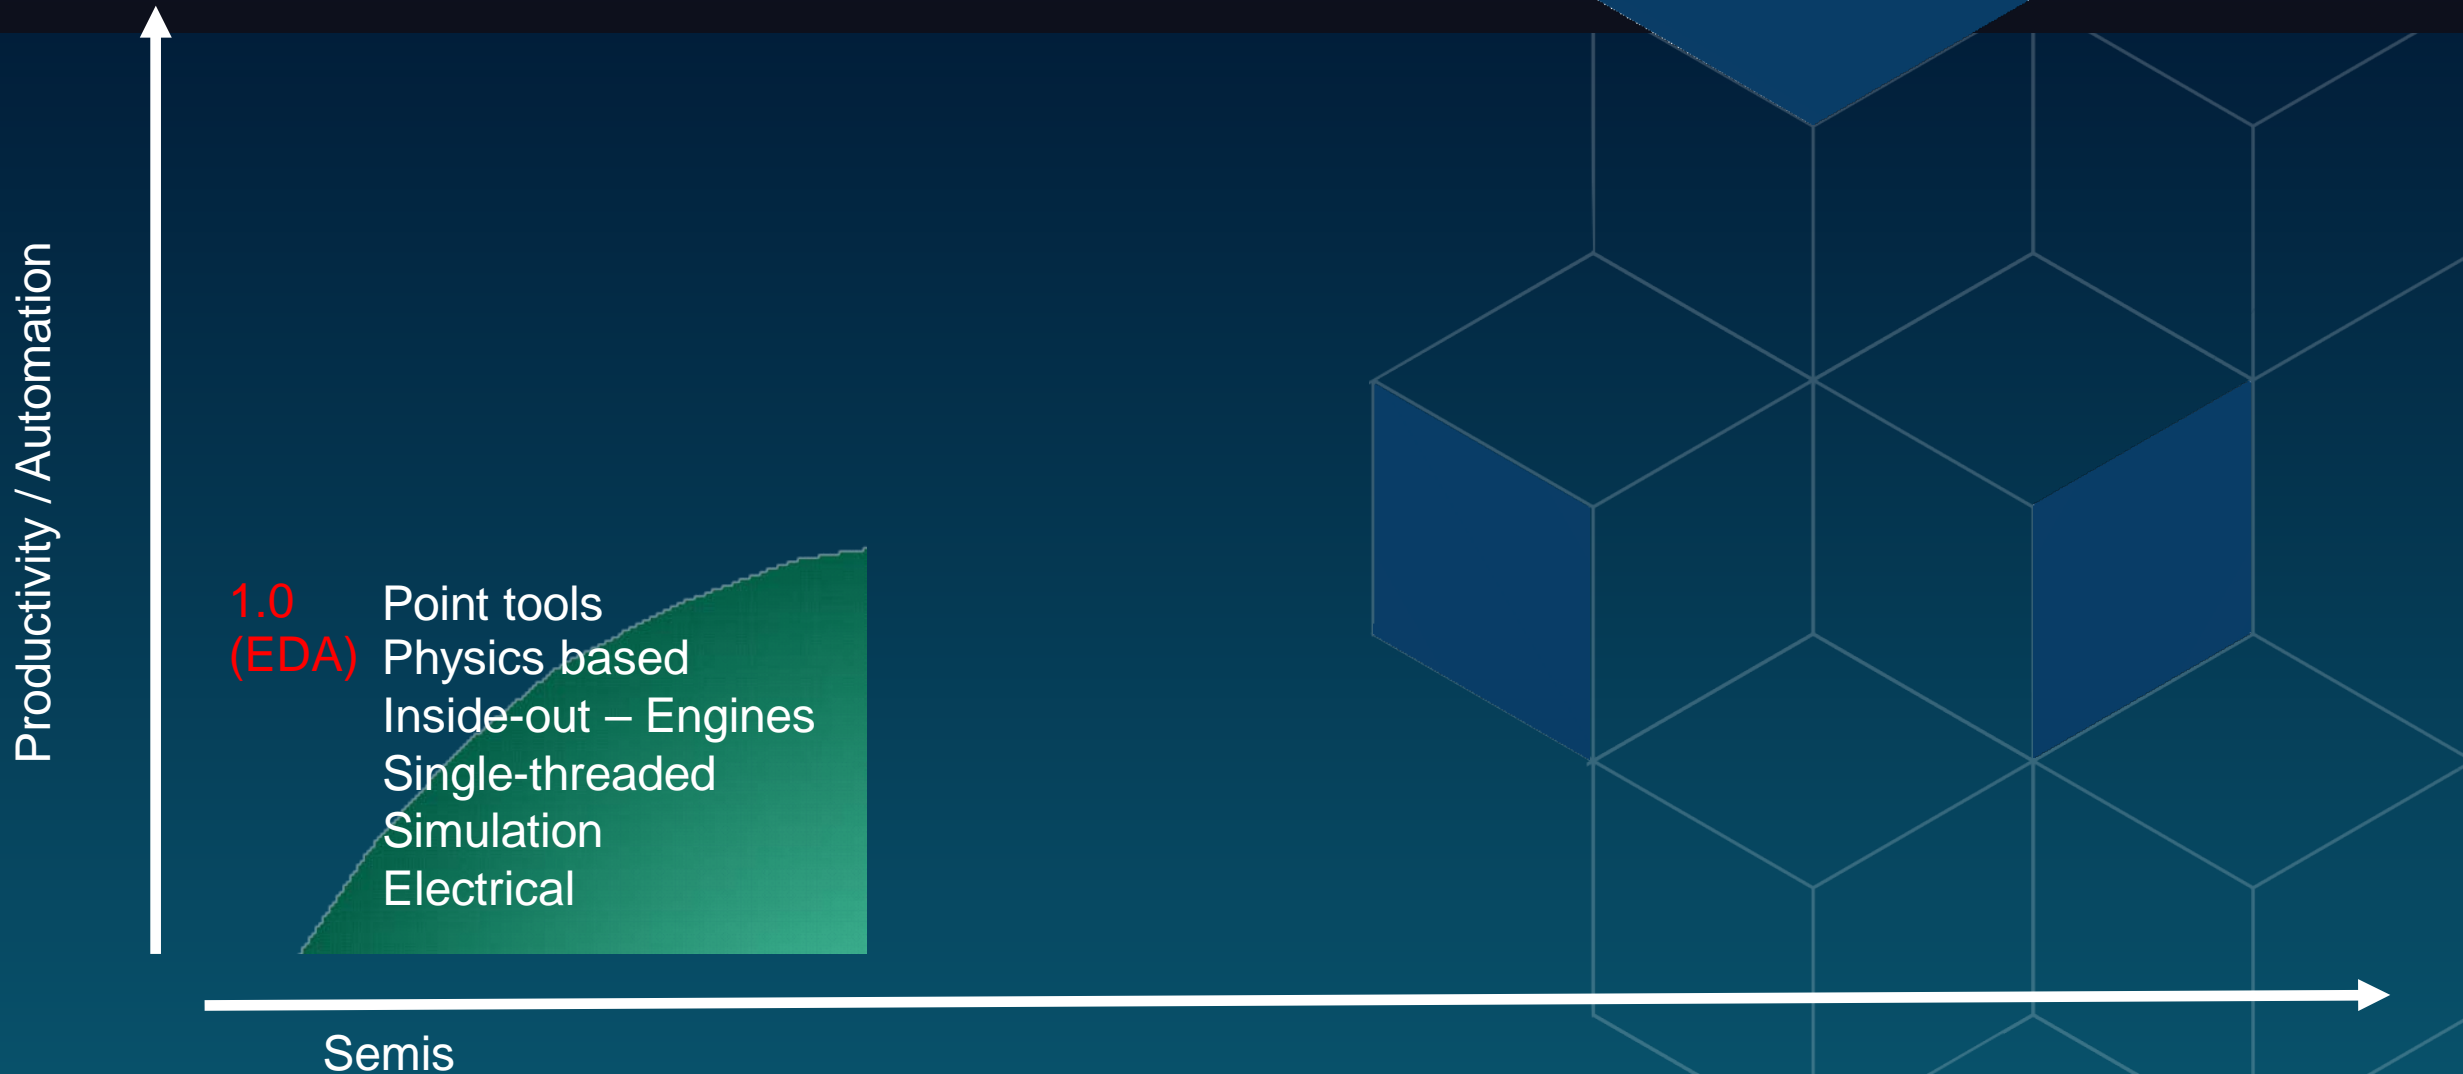 Productivity / Automation
1.0
(EDA)
Point tools
Physics based
Inside-out – Engines
Single-threaded
Simulation
Electrical
Semis